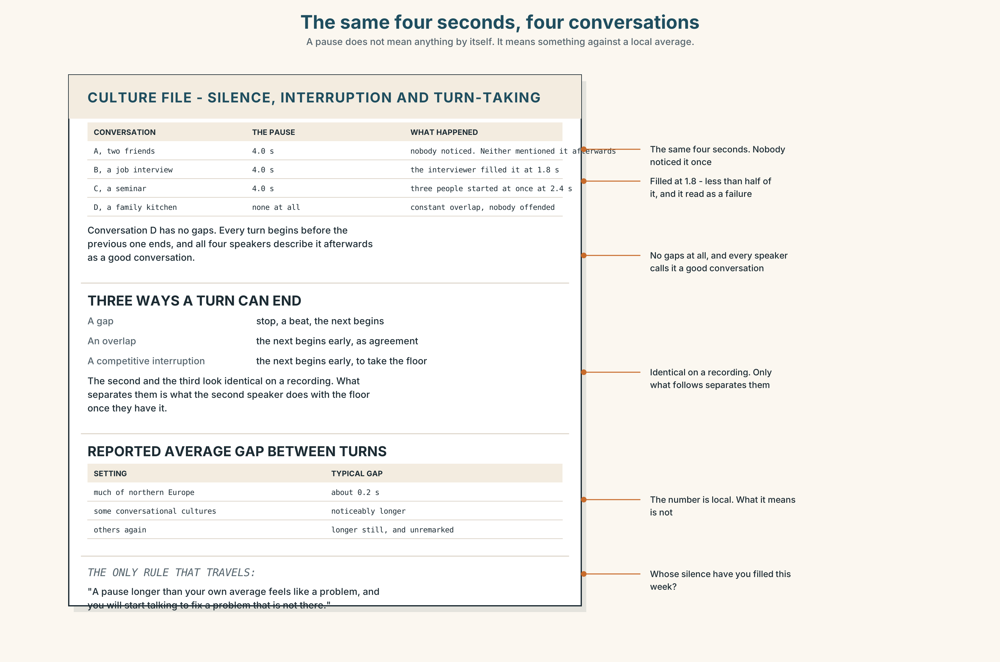 The same four seconds, four conversations
A pause does not mean anything by itself. It means something against a local average.
CULTURE FILE - SILENCE, INTERRUPTION AND TURN-TAKING
CONVERSATION THE PAUSE WHAT HAPPENED
A, two friends 4.0 s nobody noticed. Neither mentioned it afterwards
B, a job interview 4.0 s the interviewer filled it at 1.8 s
C, a seminar 4.0 s three people started at once at 2.4 s
D, a family kitchen none at all constant overlap, nobody offended
Conversation D has no gaps. Every turn begins before the
previous one ends, and all four speakers describe it afterwards
as a good conversation.
THREE WAYS A TURN CAN END
A gap stop, a beat, the next begins
An overlap the next begins early, as agreement
A competitive interruption the next begins early, to take the floor
The second and the third look identical on a recording. What
separates them is what the second speaker does with the floor
once they have it.
REPORTED AVERAGE GAP BETWEEN TURNS
SETTING TYPICAL GAP
much of northern Europe about 0.2 s
some conversational cultures noticeably longer
others again longer still, and unremarked
THE ONLY RULE THAT TRAVELS:
"A pause longer than your own average feels like a problem, and
you will start talking to fix a problem that is not there."
The same four seconds. Nobody
noticed it once
Filled at 1.8 - less than half of
it, and it read as a failure
No gaps at all, and every speaker
calls it a good conversation
Identical on a recording. Only
what follows separates them
The number is local. What it means
is not
Whose silence have you filled this
week?